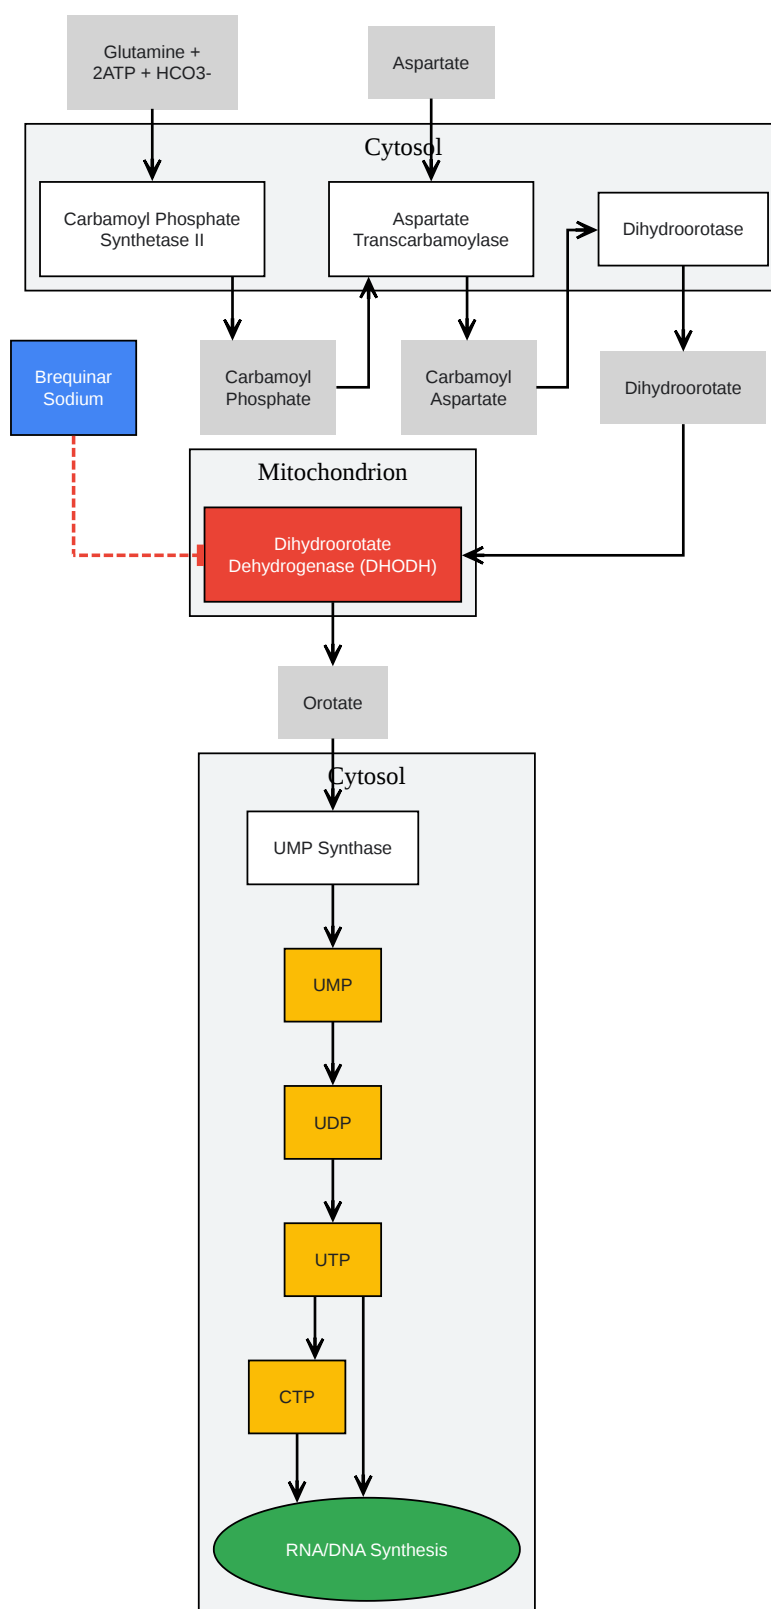 Glutamine +
2ATP + HCO3-
Aspartate
Cytosol
Carbamoyl Phosphate
Synthetase II
Aspartate
Transcarbamoylase
Dihydroorotase
Brequinar
Sodium
Carbamoyl
Phosphate
Carbamoyl
Aspartate
Dihydroorotate
Mitochondrion
Dihydroorotate
Dehydrogenase (DHODH)
Orotate
Cytosol
UMP Synthase
UMP
UDP
UTP
CTP
RNA/DNA Synthesis